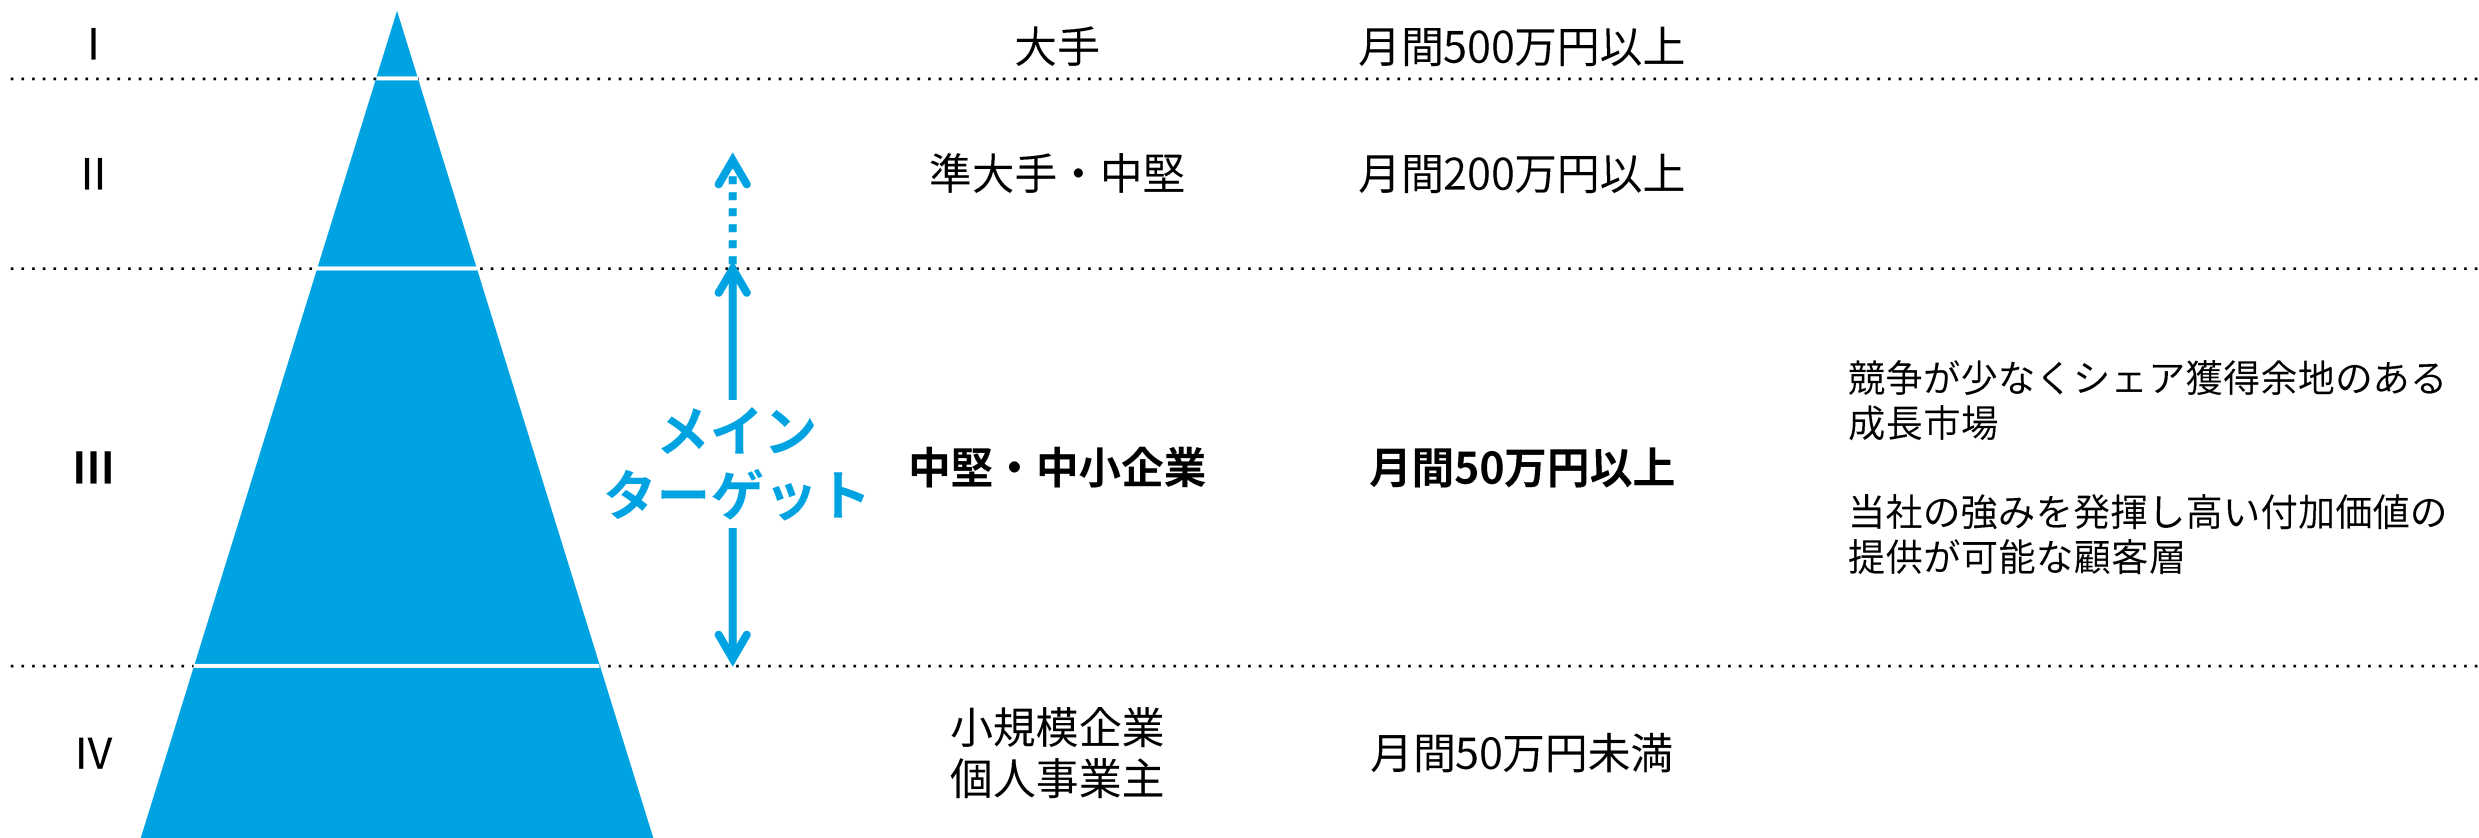 I
大手
月間500万円以上
II
準大手・中堅
月間200万円以上
III
メイン
ターゲット
中堅・中小企業
月間50万円以上
競争が少なくシェア獲得余地のある
成長市場
当社の強みを発揮し高い付加価値の
提供が可能な顧客層
IV
小規模企業
個人事業主
月間50万円未満